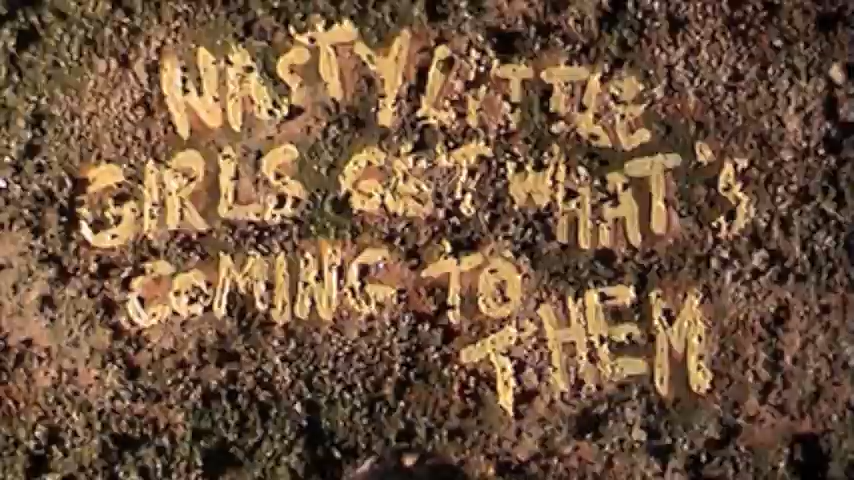 NASTY LITTLE
GIRLS GET WHAT'S
COMING TO
THEM